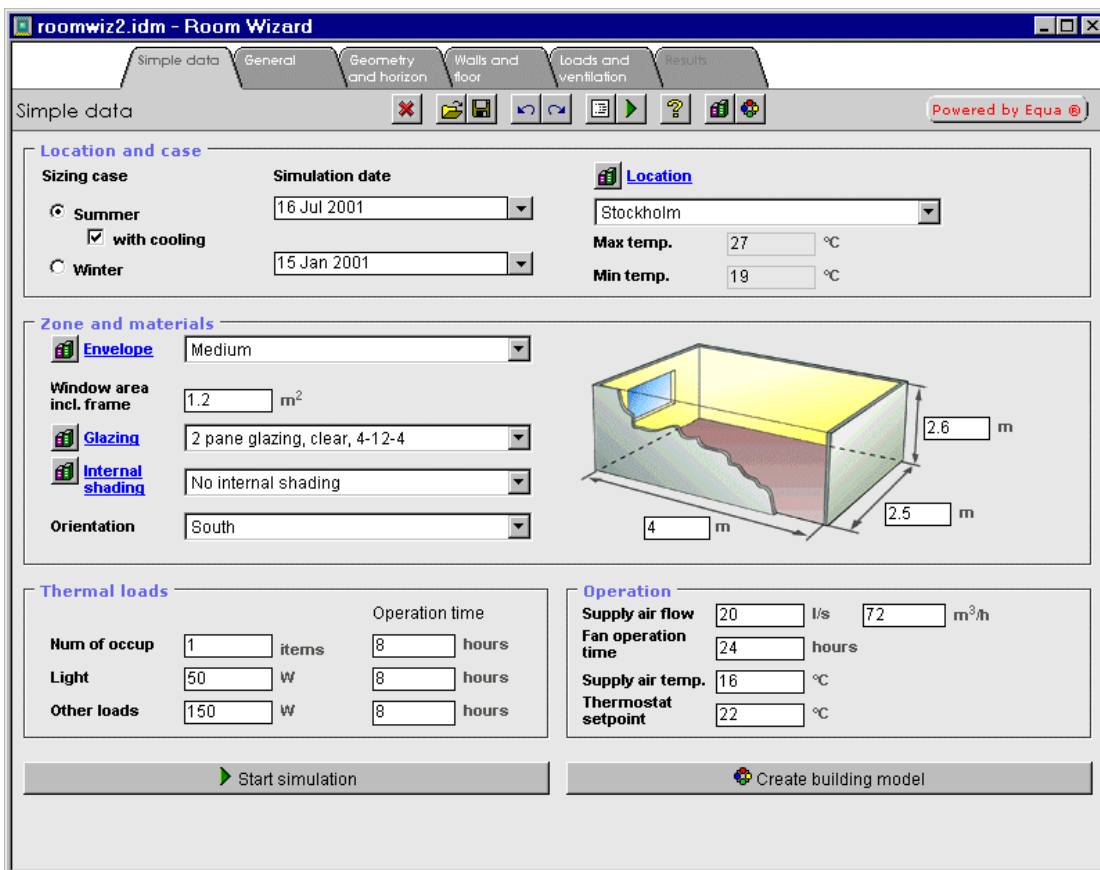 roomwiz2.idm - Room Wizard
Simple data
General
Geometry and horizon
Walls and floor
Loads and ventilation
Results
Simple data
Powered by Equa ®
Location and case
Sizing case
Simulation date
Location
Summer
16 Jul 2001
Stockholm
with cooling
Max temp. 27 °C
Winter
15 Jan 2001
Min temp. 19 °C
Zone and materials
Envelope
Medium
Window area
incl. frame
1.2 m²
Glazing
2 pane glazing, clear, 4-12-4
Internal
shading
No internal shading
Orientation
South
2.6 m
2.5 m
4 m
Thermal loads
Operation time
Num of occup 1 items 8 hours
Light 50 W 8 hours
Other loads 150 W 8 hours
Operation
Supply air flow 20 l/s 72 m³/h
Fan operation
time
24 hours
Supply air temp. 16 °C
Thermostat
setpoint
22 °C
Start simulation
Create building model